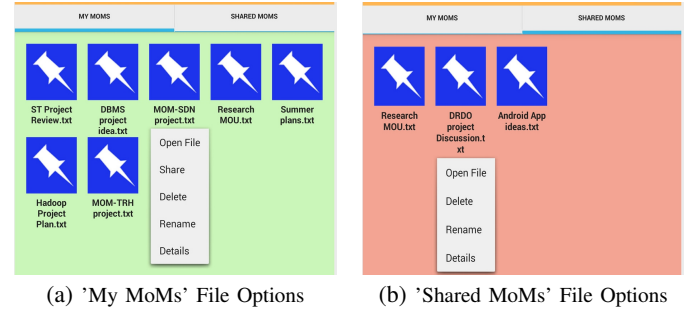 MY MOMS
SHARED MOMS
ST Project
Review.txt
DBMS
project
idea.txt
MOM-SDN
project.txt
Research
MOU.txt
Summer
plans.txt
Hadoop
Project
Plan.txt
MOM-TRH
project.txt
Open File
Share
Delete
Rename
Details
(a) 'My MoMs' File Options
MY MOMS
SHARED MOMS
Research
MOU.txt
DRDO
project
Discussion.t
xt
Android App
ideas.txt
Open File
Delete
Rename
Details
(b) 'Shared MoMs' File Options